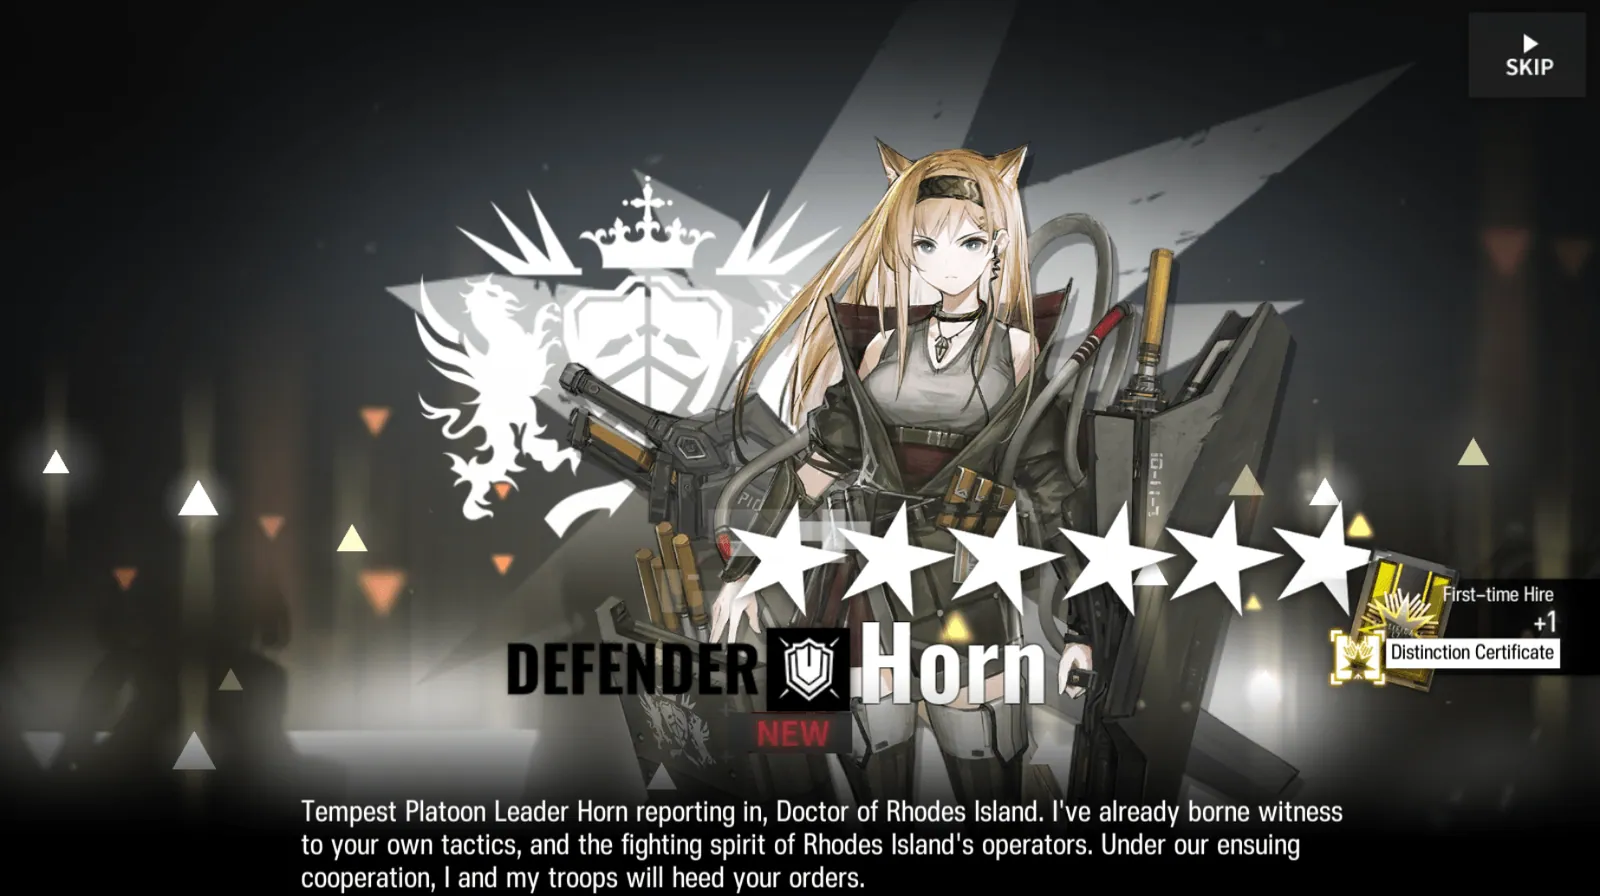 SKIP
First-time Hire
+1
Distinction Certificate
DEFENDER Horn
NEW
Tempest Platoon Leader Horn reporting in, Doctor of Rhodes Island. I've already borne witness
to your own tactics, and the fighting spirit of Rhodes Island's operators. Under our ensuing
cooperation, I and my troops will heed your orders.